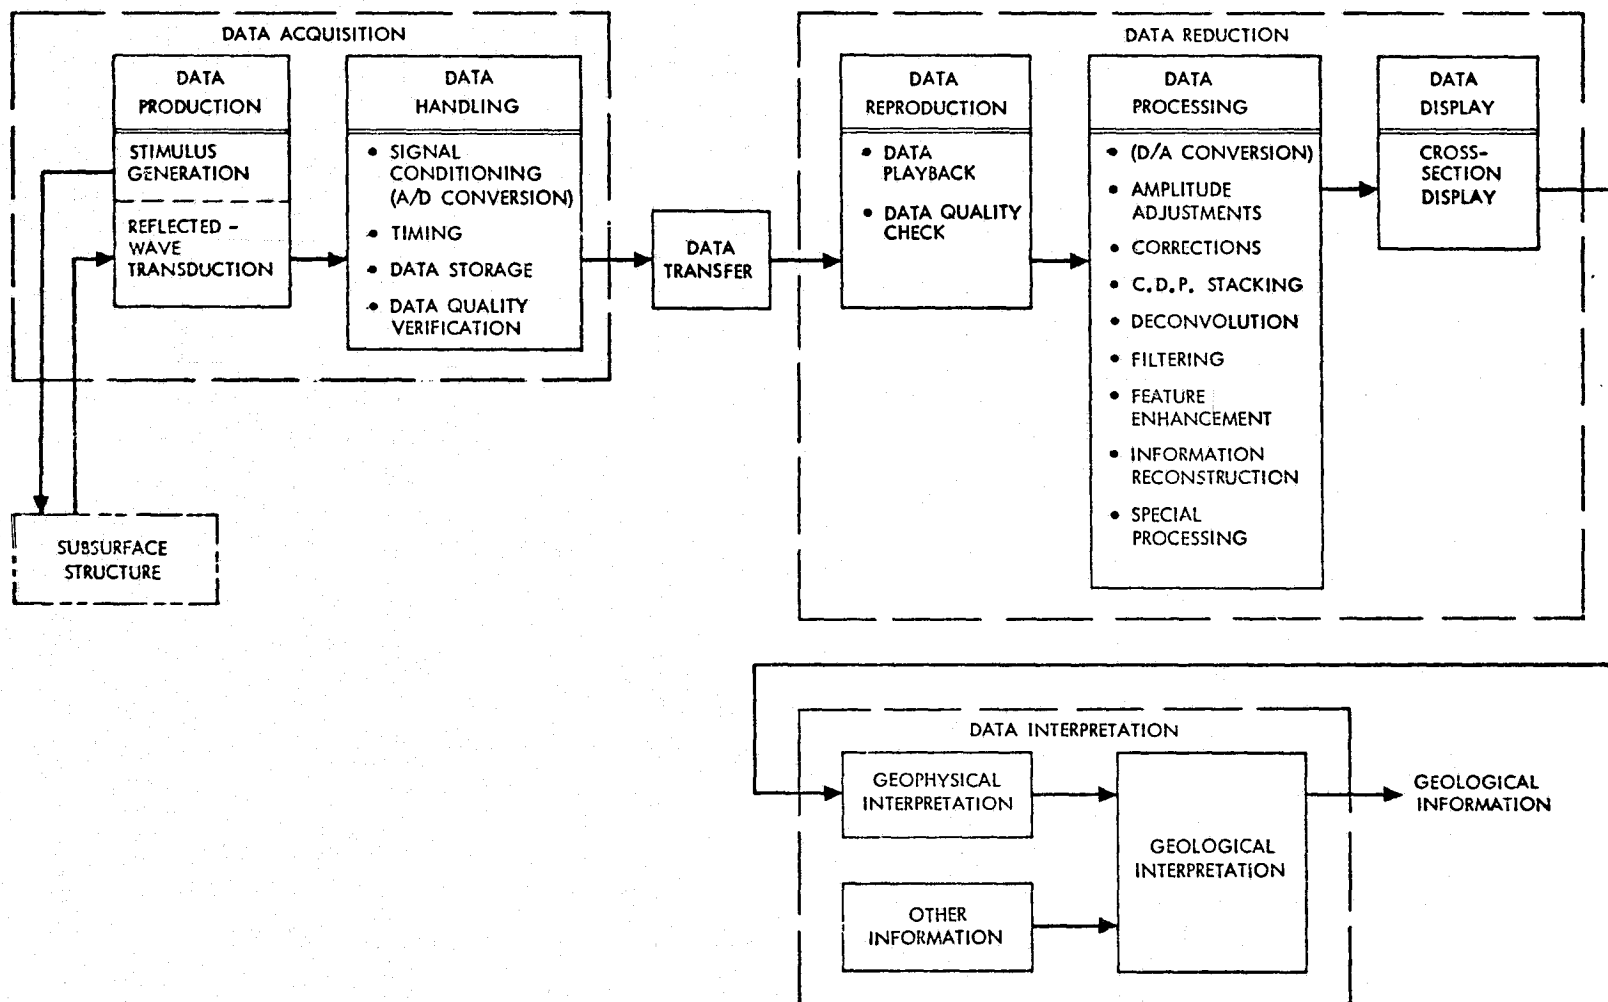 DATA ACQUISITION
DATA
PRODUCTION
STIMULUS
GENERATION
REFLECTED -
WAVE
TRANSDUCTION
DATA
HANDLING
• SIGNAL
CONDITIONING
(A/D CONVERSION)
• TIMING
• DATA STORAGE
• DATA QUALITY
VERIFICATION
SUBSURFACE
STRUCTURE
DATA
TRANSFER
DATA REDUCTION
DATA
REPRODUCTION
• DATA
PLAYBACK
• DATA QUALITY
CHECK
DATA
PROCESSING
• (D/A CONVERSION)
• AMPLITUDE
ADJUSTMENTS
• CORRECTIONS
• C.D.P. STACKING
• DECONVOLUTION
• FILTERING
• FEATURE
ENHANCEMENT
• INFORMATION
RECONSTRUCTION
• SPECIAL
PROCESSING
DATA
DISPLAY
CROSS-
SECTION
DISPLAY
DATA INTERPRETATION
GEOPHYSICAL
INTERPRETATION
OTHER
INFORMATION
GEOLOGICAL
INTERPRETATION
GEOLOGICAL
INFORMATION